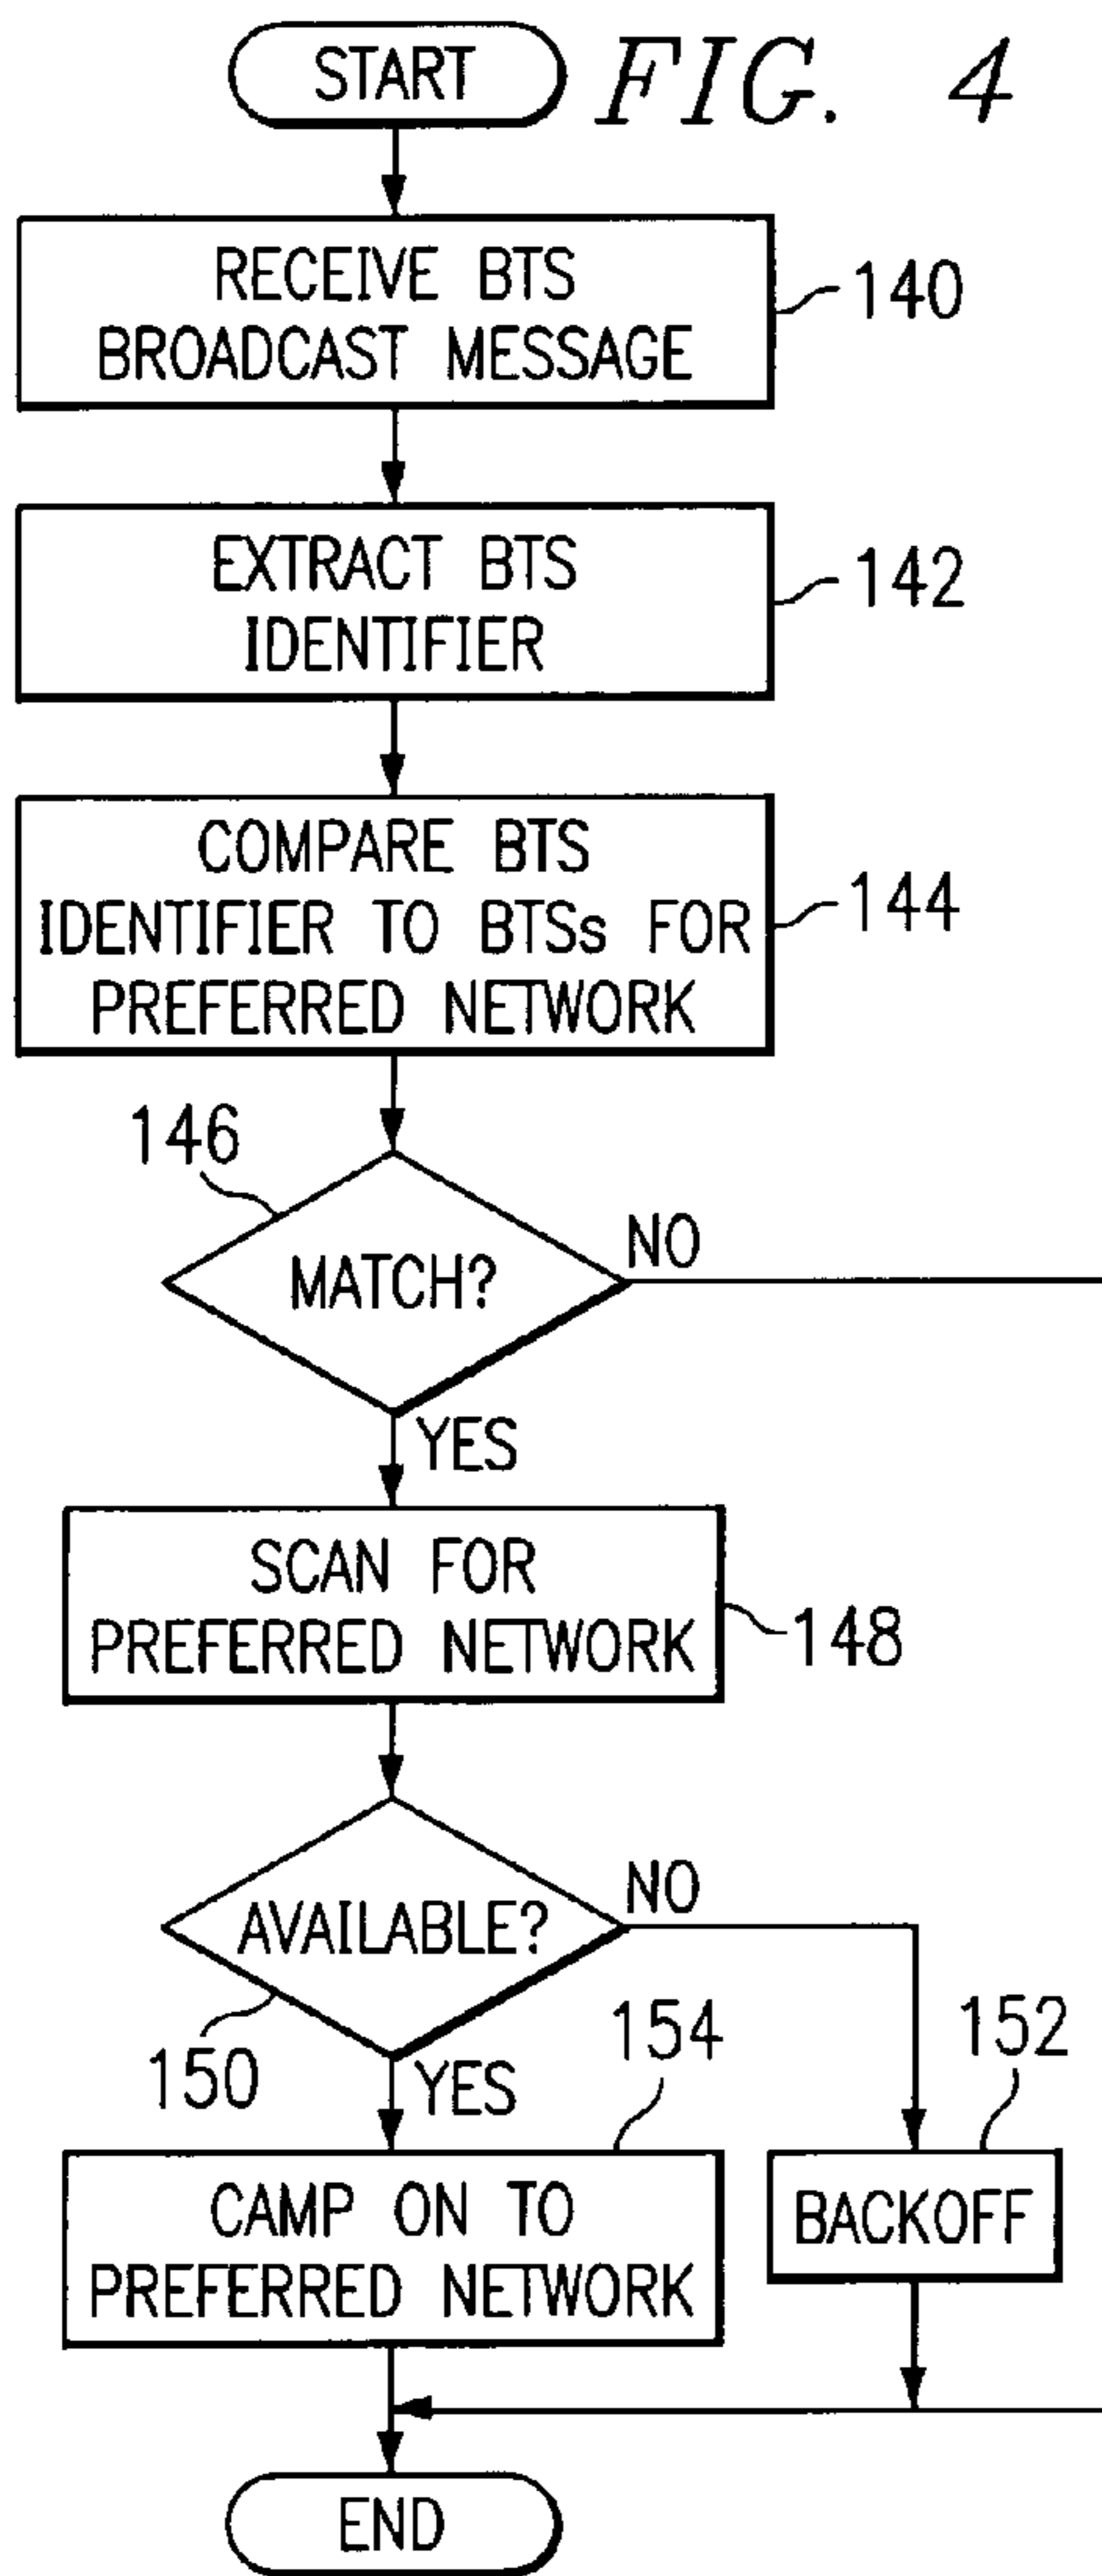 START
FIG. 4
RECEIVE BTS
BROADCAST MESSAGE
140
EXTRACT BTS
IDENTIFIER
142
COMPARE BTS
IDENTIFIER TO BTSs FOR
PREFERRED NETWORK
144
146
MATCH?
NO
YES
SCAN FOR
PREFERRED NETWORK
148
AVAILABLE?
NO
150
YES
154
152
CAMP ON TO
PREFERRED NETWORK
BACKOFF
END